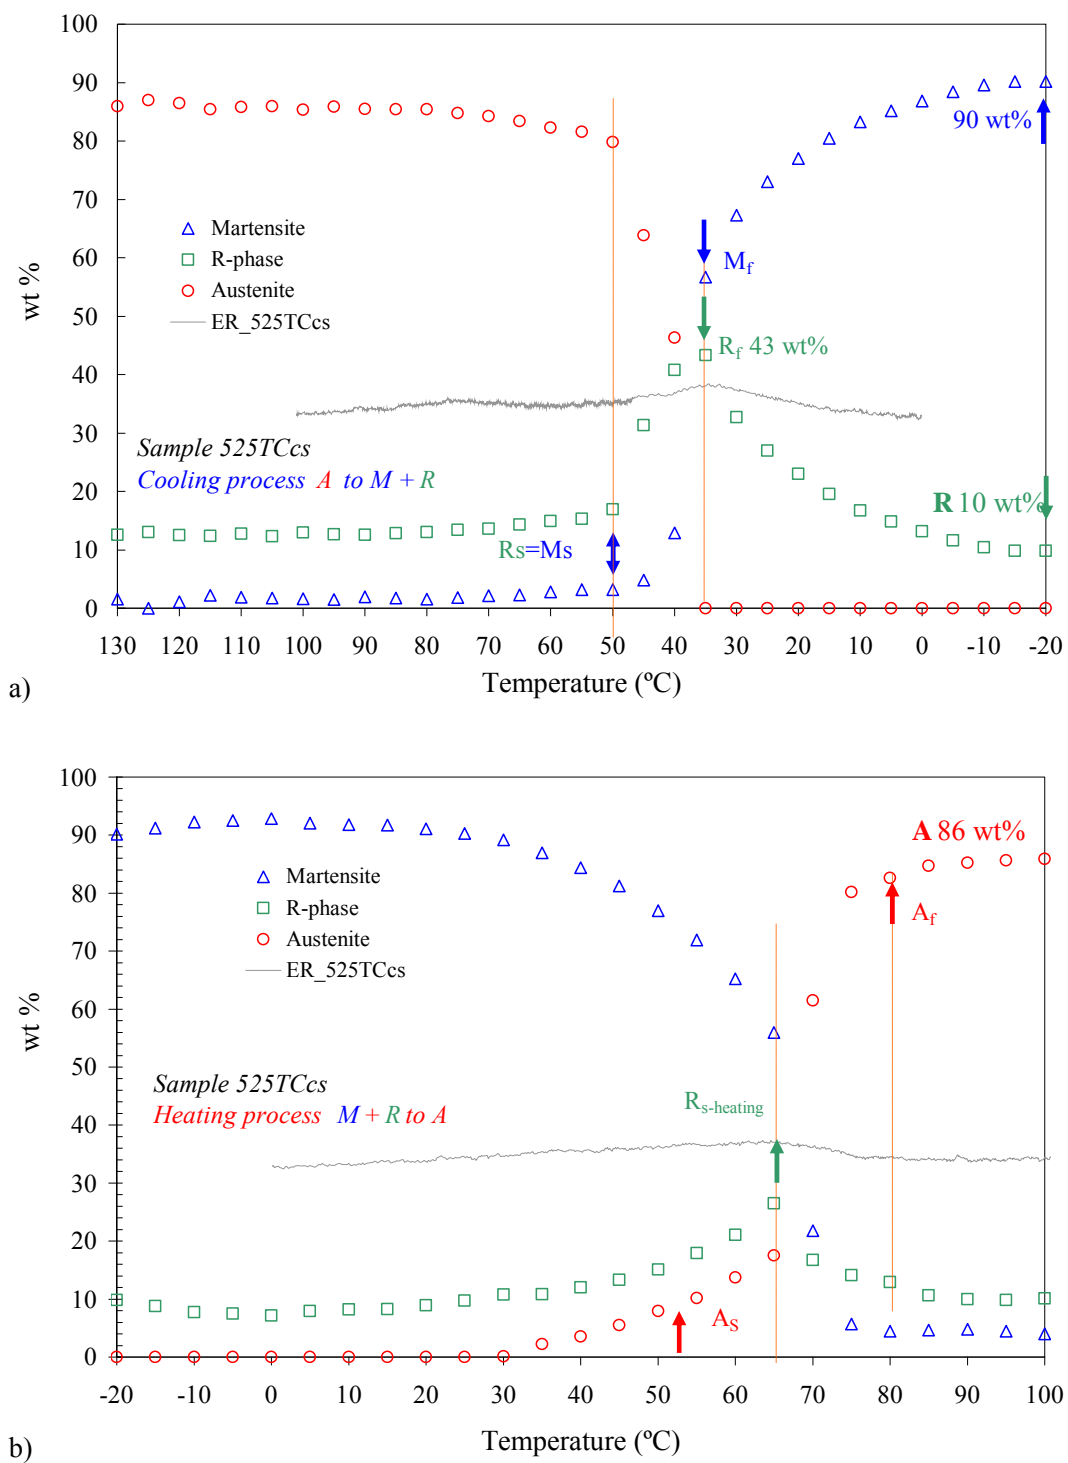 100
90
80
70
60
50
40
30
20
10
0
wt %
90 wt%
Martensite
R-phase
Austenite
ER_525TCcs
Mf
Rf 43 wt%
Sample 525TCcs
Cooling process A to M + R
R 10 wt%
Rs=Ms
130 120 110 100 90 80 70 60 50 40 30 20 10 0 -10 -20
Temperature (ºC)
a)
100
90
80
70
60
50
40
30
20
10
0
wt %
A 86 wt%
Martensite
R-phase
Austenite
ER_525TCcs
Af
Sample 525TCcs
Heating process M + R to A
Rs-heating
AS
-20 -10 0 10 20 30 40 50 60 70 80 90 100
Temperature (ºC)
b)